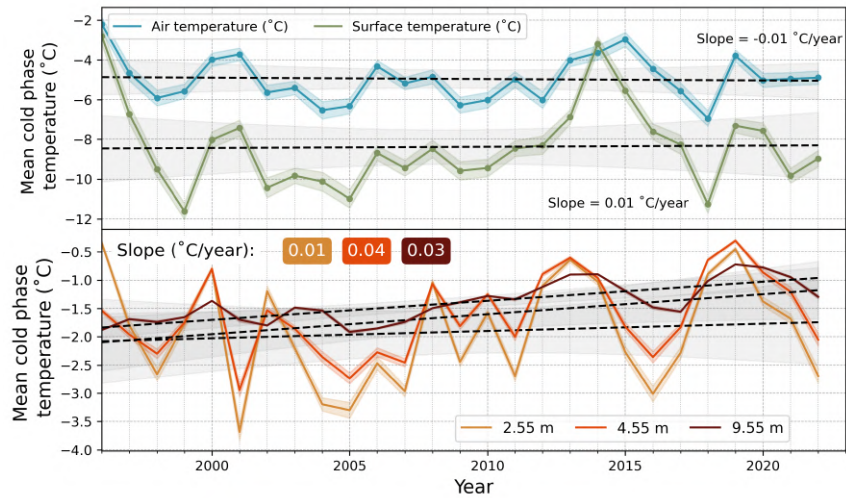 Mean cold phase
temperature (˚C)
−2
−4
−6
−8
−10
−12
Air temperature (˚C)
Surface temperature (˚C)
Slope = -0.01 ˚C/year
Slope = 0.01 ˚C/year
Mean cold phase
temperature (˚C)
−0.5
−1.0
−1.5
−2.0
−2.5
−3.0
−3.5
−4.0
Slope (˚C/year): 0.01 0.04 0.03
2.55 m 4.55 m 9.55 m
2000 2005 2010 2015 2020
Year